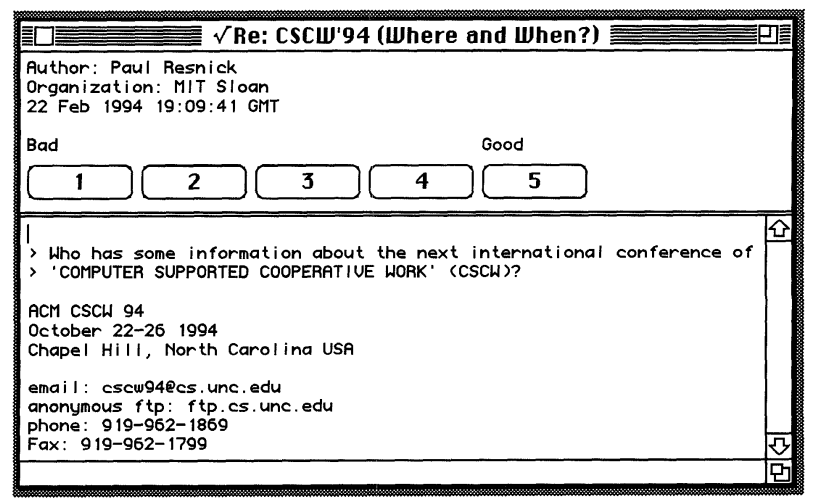 √Re: CSCW'94 (Where and When?)
Author: Paul Resnick
Organization: MIT Sloan
22 Feb 1994 19:09:41 GMT
Bad Good
1 2 3 4 5
> Who has some information about the next international conference of
> 'COMPUTER SUPPORTED COOPERATIVE WORK' (CSCW)?
ACM CSCW 94
October 22-26 1994
Chapel Hill, North Carolina USA
email: cscw94@cs.unc.edu
anonymous ftp: ftp.cs.unc.edu
phone: 919-962-1869
Fax: 919-962-1799